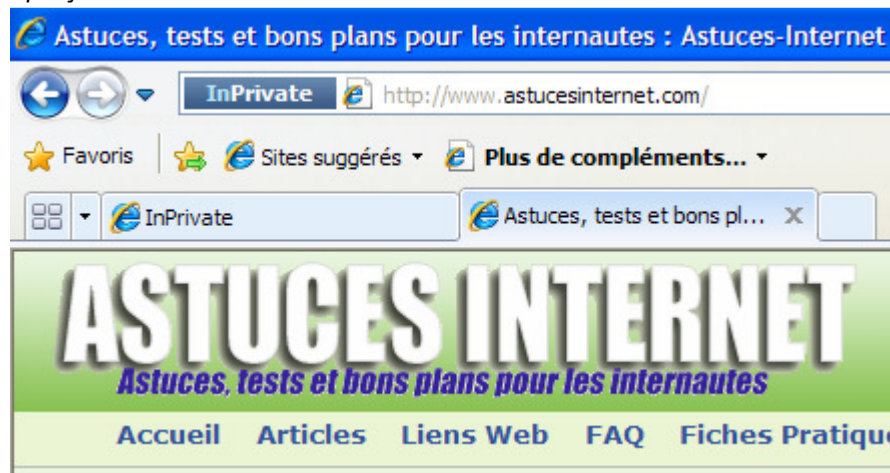 Astuces, tests et bons plans pour les internautes : Astuces-Internet
InPrivate http://www.astucesinternet.com/
Favoris Sites suggérés Plus de compléments...
InPrivate Astuces, tests et bons pl... X
ASTUCES INTERNET
Astuces, tests et bons plans pour les internautes
Accueil Articles Liens Web FAQ Fiches Pratique